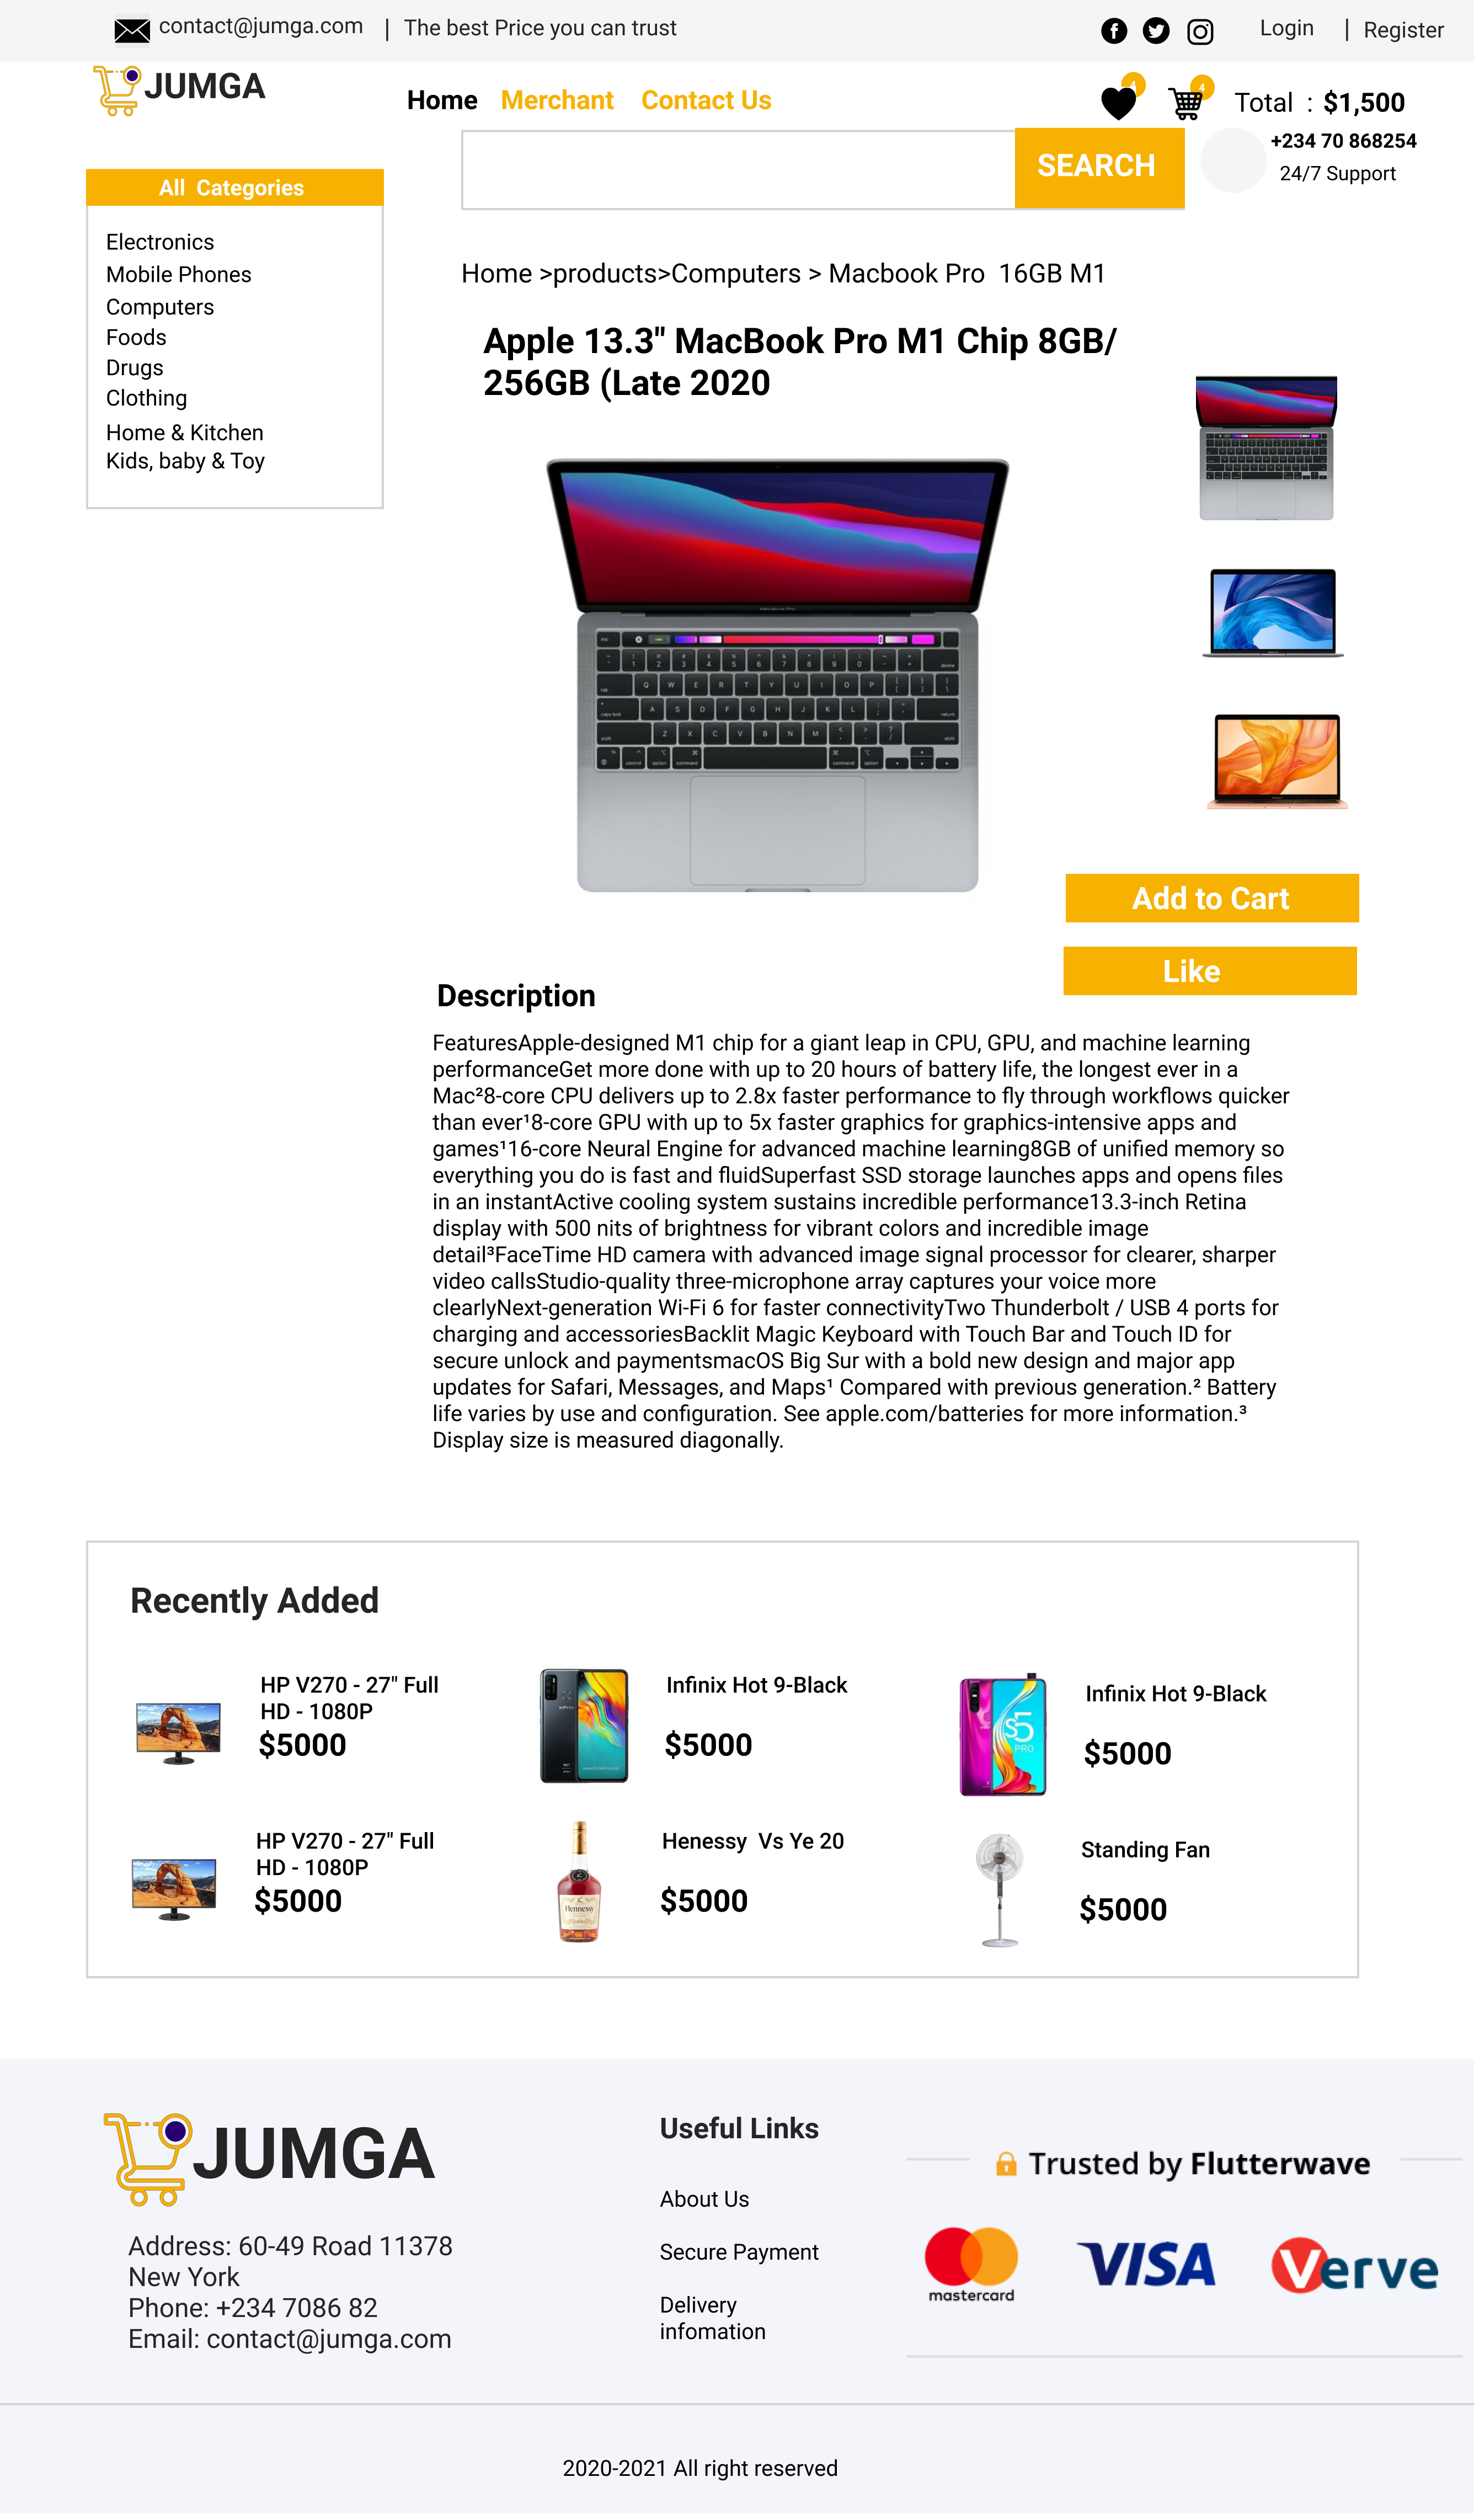 contact@jumga.com | The best Price you can trust
Login | Register
JUMGA
Home Merchant Contact Us
4
Total : $1,500
SEARCH
+234 70 868254
24/7 Support
All Categories
Electronics
Mobile Phones
Computers
Foods
Drugs
Clothing
Home & Kitchen
Kids, baby & Toy
Home >products>Computers > Macbook Pro 16GB M1
Apple 13.3" MacBook Pro M1 Chip 8GB/
256GB (Late 2020
Add to Cart
Like
Description
FeaturesApple-designed M1 chip for a giant leap in CPU, GPU, and machine learning
performanceGet more done with up to 20 hours of battery life, the longest ever in a
Mac²8-core CPU delivers up to 2.8x faster performance to fly through workflows quicker
than ever¹8-core GPU with up to 5x faster graphics for graphics-intensive apps and
games¹16-core Neural Engine for advanced machine learning8GB of unified memory so
everything you do is fast and fluidSuperfast SSD storage launches apps and opens files
in an instantActive cooling system sustains incredible performance13.3-inch Retina
display with 500 nits of brightness for vibrant colors and incredible image
detail³FaceTime HD camera with advanced image signal processor for clearer, sharper
video callsStudio-quality three-microphone array captures your voice more
clearlyNext-generation Wi-Fi 6 for faster connectivityTwo Thunderbolt / USB 4 ports for
charging and accessoriesBacklit Magic Keyboard with Touch Bar and Touch ID for
secure unlock and paymentsmacOS Big Sur with a bold new design and major app
updates for Safari, Messages, and Maps¹ Compared with previous generation.² Battery
life varies by use and configuration. See apple.com/batteries for more information.³
Display size is measured diagonally.
Recently Added
HP V270 - 27" Full
HD - 1080P
$5000
Infinix Hot 9-Black
$5000
S5
PRO
Infinix Hot 9-Black
$5000
HP V270 - 27" Full
HD - 1080P
$5000
Hennessy
Henessy Vs Ye 20
$5000
Standing Fan
$5000
JUMGA
Address: 60-49 Road 11378
New York
Phone: +234 7086 82
Email: contact@jumga.com
Useful Links
About Us
Secure Payment
Delivery
infomation
Trusted by Flutterwave
mastercard
VISA
Verve
2020-2021 All right reserved